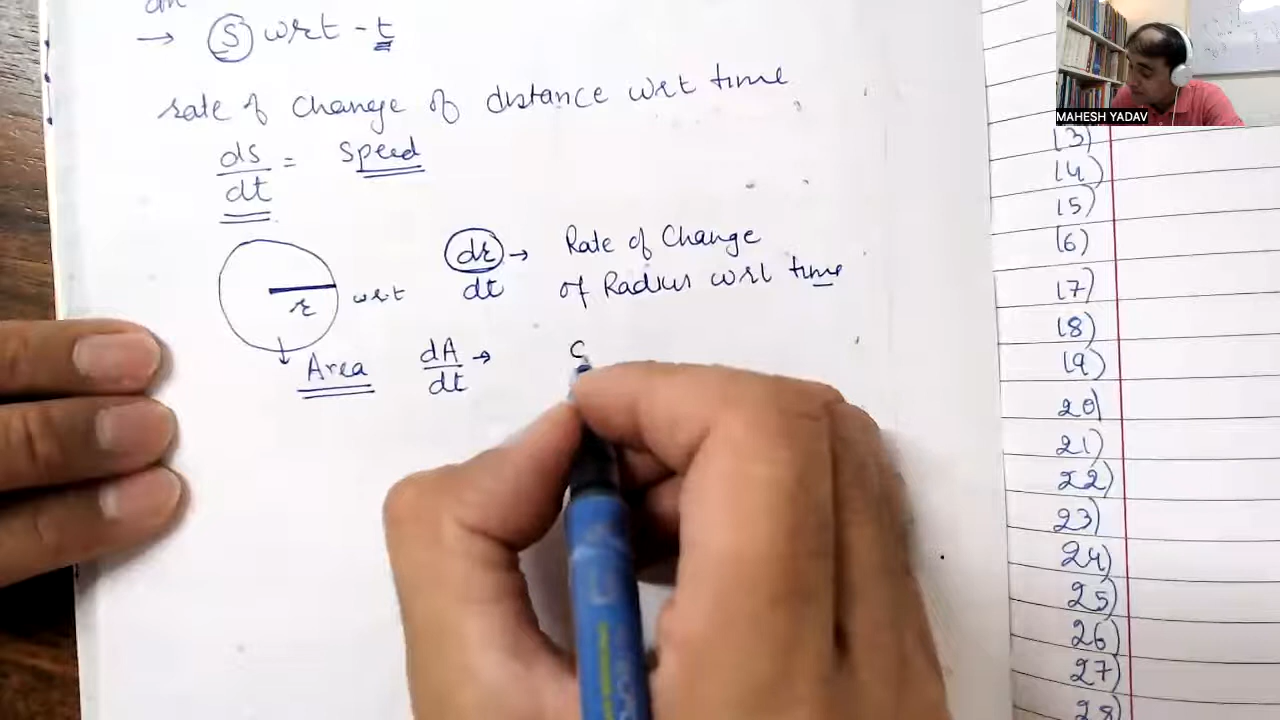 → S wrt - t
rate of change of distance wrt time
ds/dt = speed
dr/dt → Rate of Change
of Radius wrt time
r wrt
Area dA/dt →
MAHESH YADAV
13)
14)
15)
16)
17)
18)
19)
20)
21)
22)
23)
24)
25)
26)
27)
28)